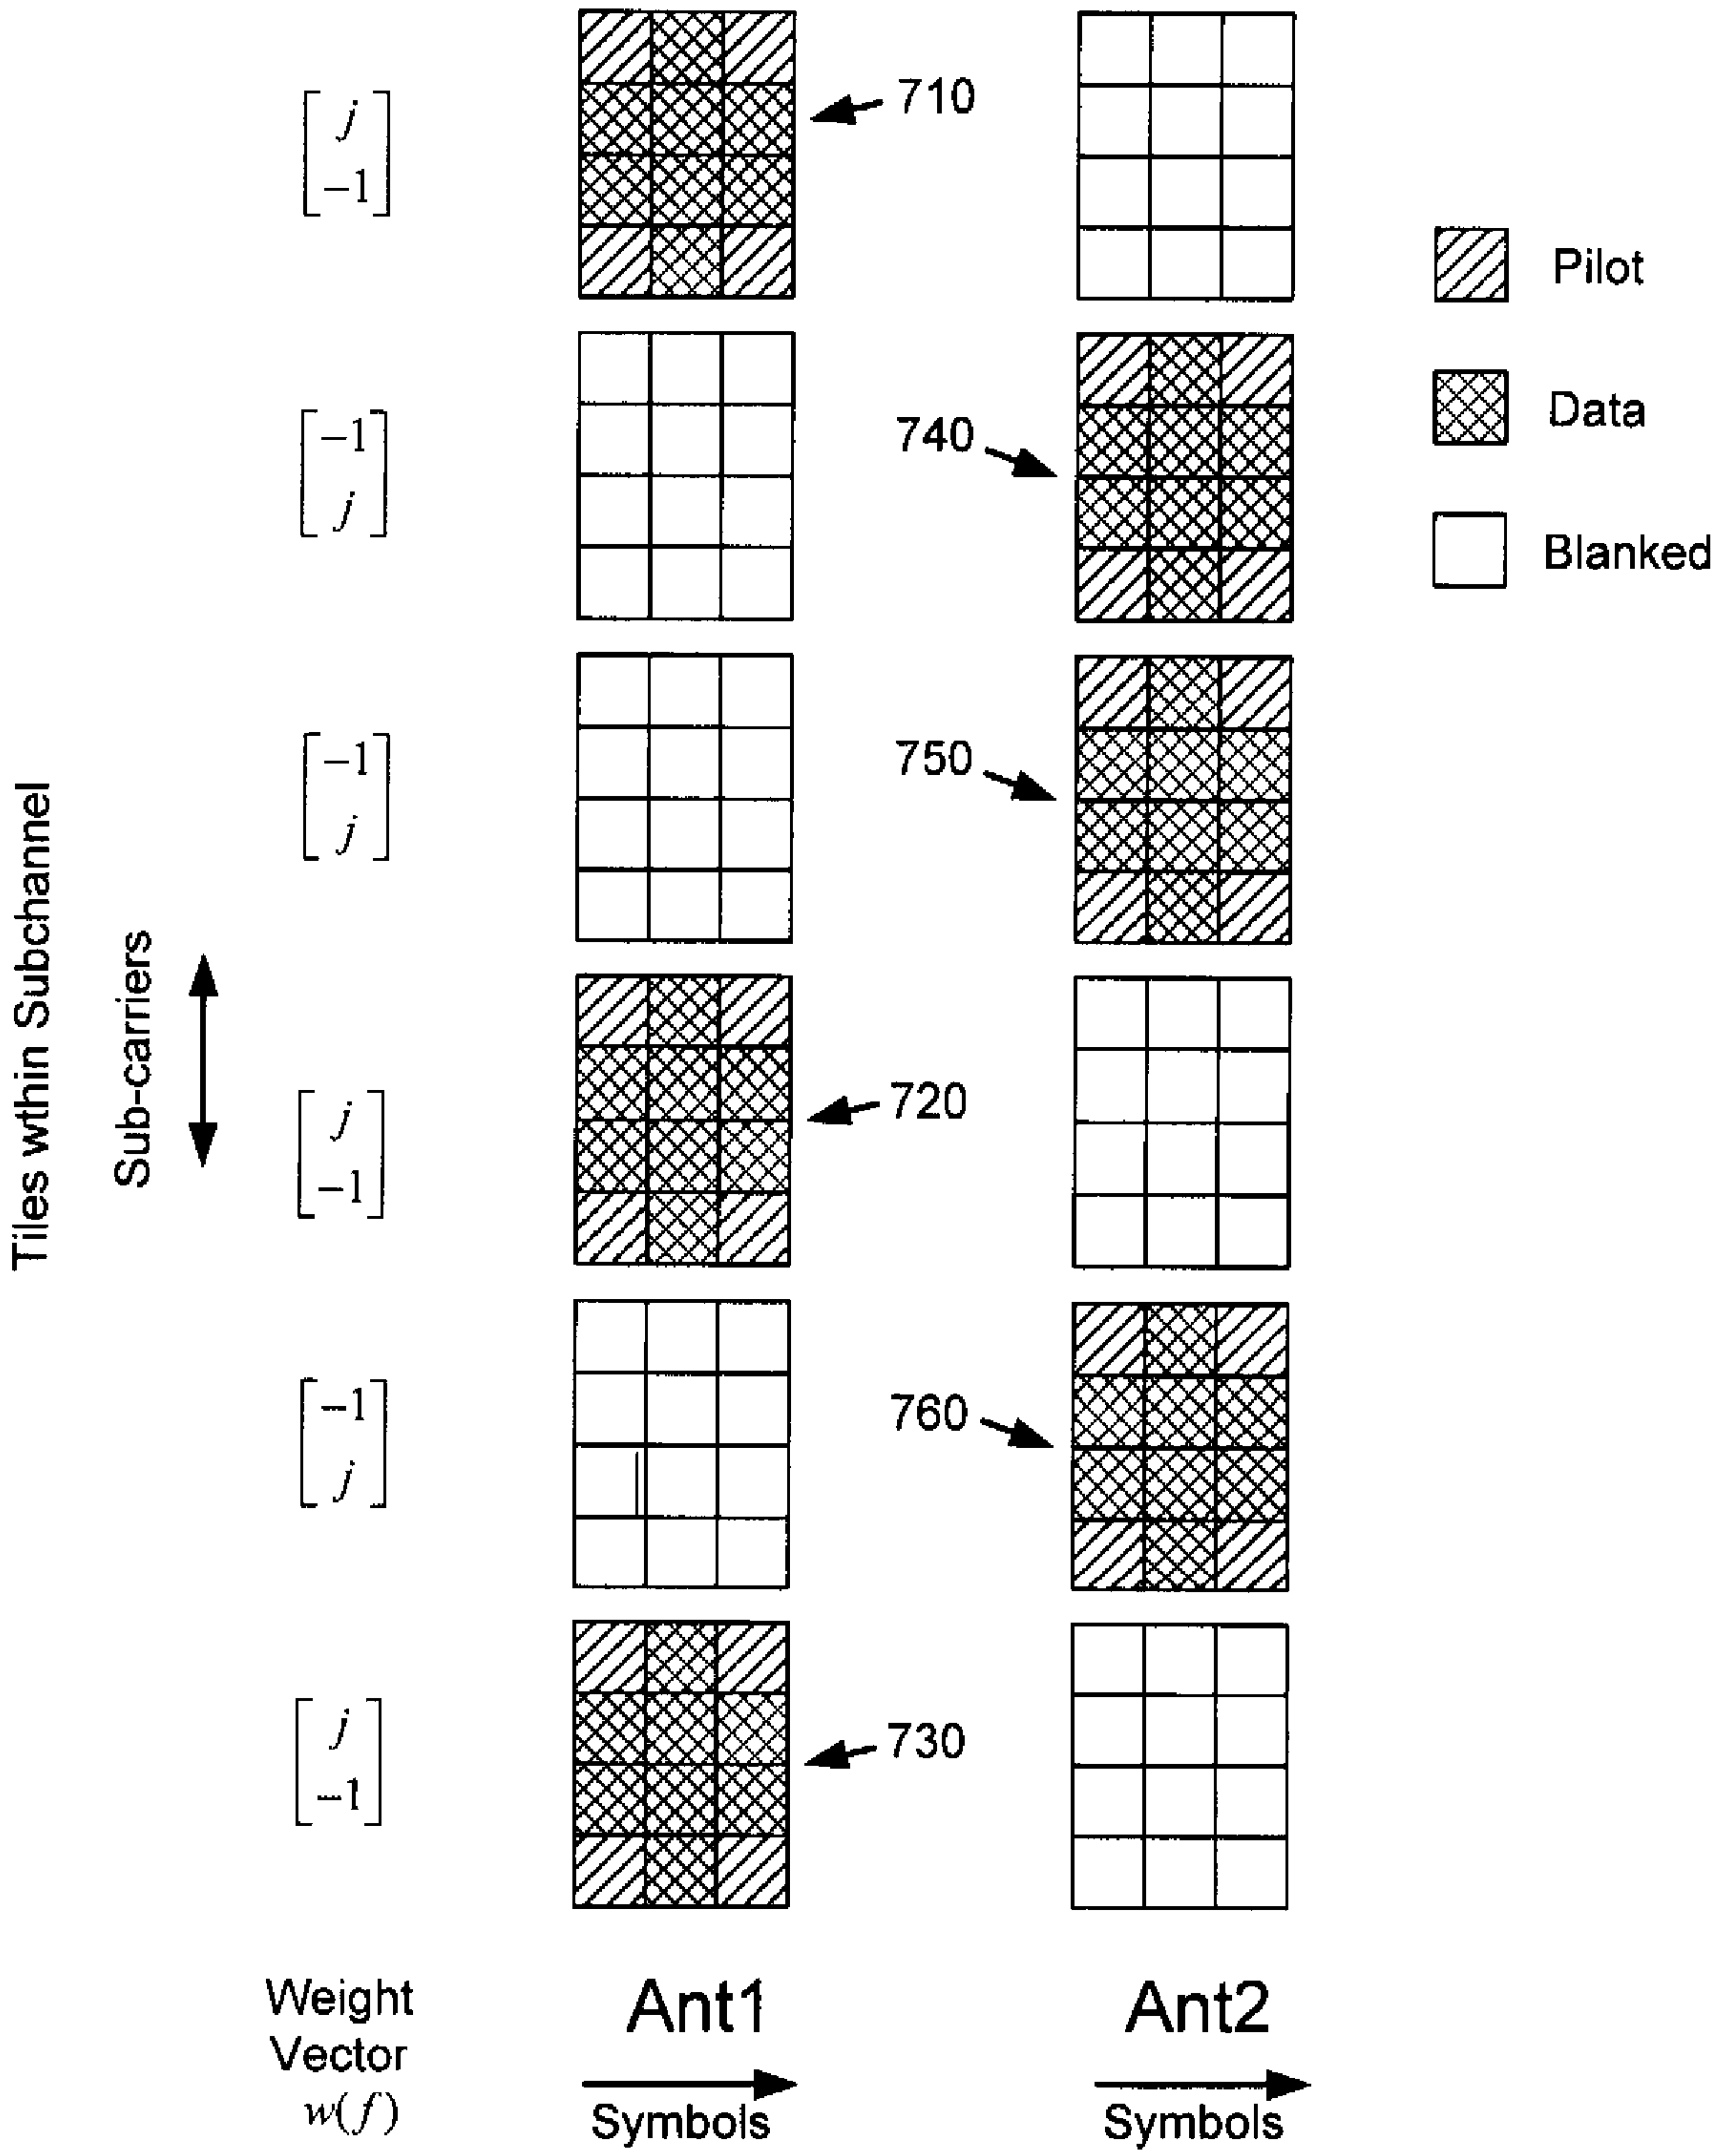 710
[j
-1]
Pilot
Data
740
[-1
j]
Blanked
750
[-1
j]
Tiles wthin Subchannel
Sub-carriers
720
[j
-1]
760
[-1
j]
730
[j
-1]
Weight
Vector
w(f)
Ant1
Symbols
Ant2
Symbols